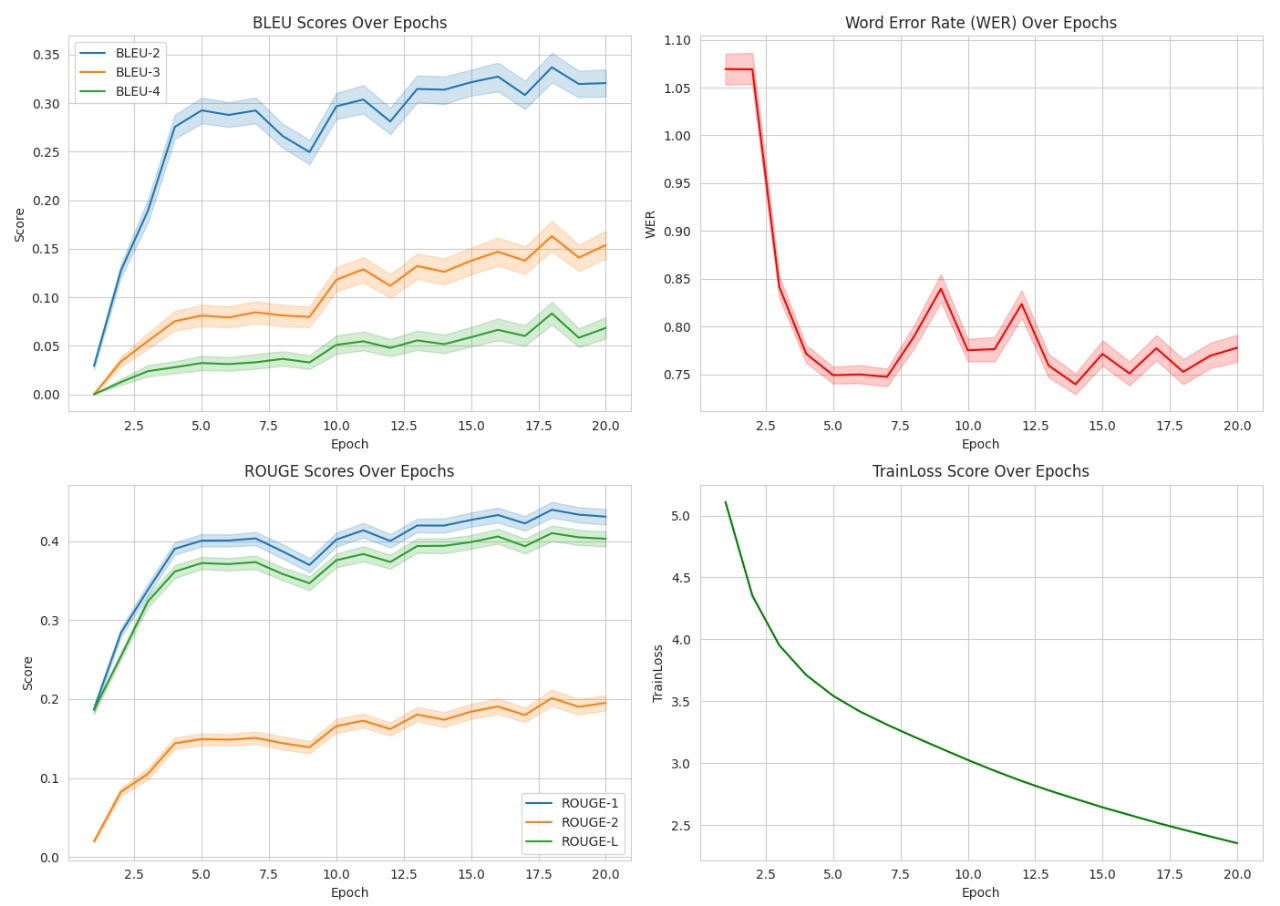 BLEU Scores Over Epochs
BLEU-2
BLEU-3
BLEU-4
Score
0.35
0.30
0.25
0.20
0.15
0.10
0.05
0.00
2.5 5.0 7.5 10.0 12.5 15.0 17.5 20.0
Epoch
Word Error Rate (WER) Over Epochs
WER
1.10
1.05
1.00
0.95
0.90
0.85
0.80
0.75
2.5 5.0 7.5 10.0 12.5 15.0 17.5 20.0
Epoch
ROUGE Scores Over Epochs
Score
0.4
0.3
0.2
0.1
0.0
ROUGE-1
ROUGE-2
ROUGE-L
2.5 5.0 7.5 10.0 12.5 15.0 17.5 20.0
Epoch
TrainLoss Score Over Epochs
TrainLoss
5.0
4.5
4.0
3.5
3.0
2.5
2.5 5.0 7.5 10.0 12.5 15.0 17.5 20.0
Epoch